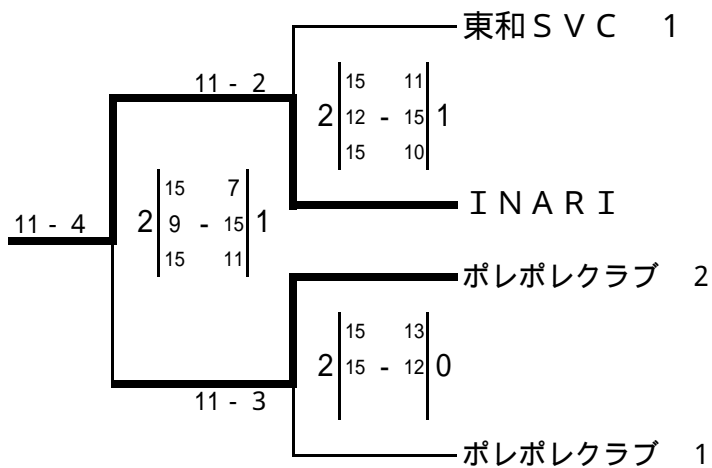 東和ＳＶＣ　1
11 - 2
15 11
2 12 - 15 1
15 10
15 7
2 9 - 15 1
15 11
ＩＮＡＲＩ
11 - 4
ポレポレクラブ　2
15 13
2 15 - 12 0
11 - 3
ポレポレクラブ　1